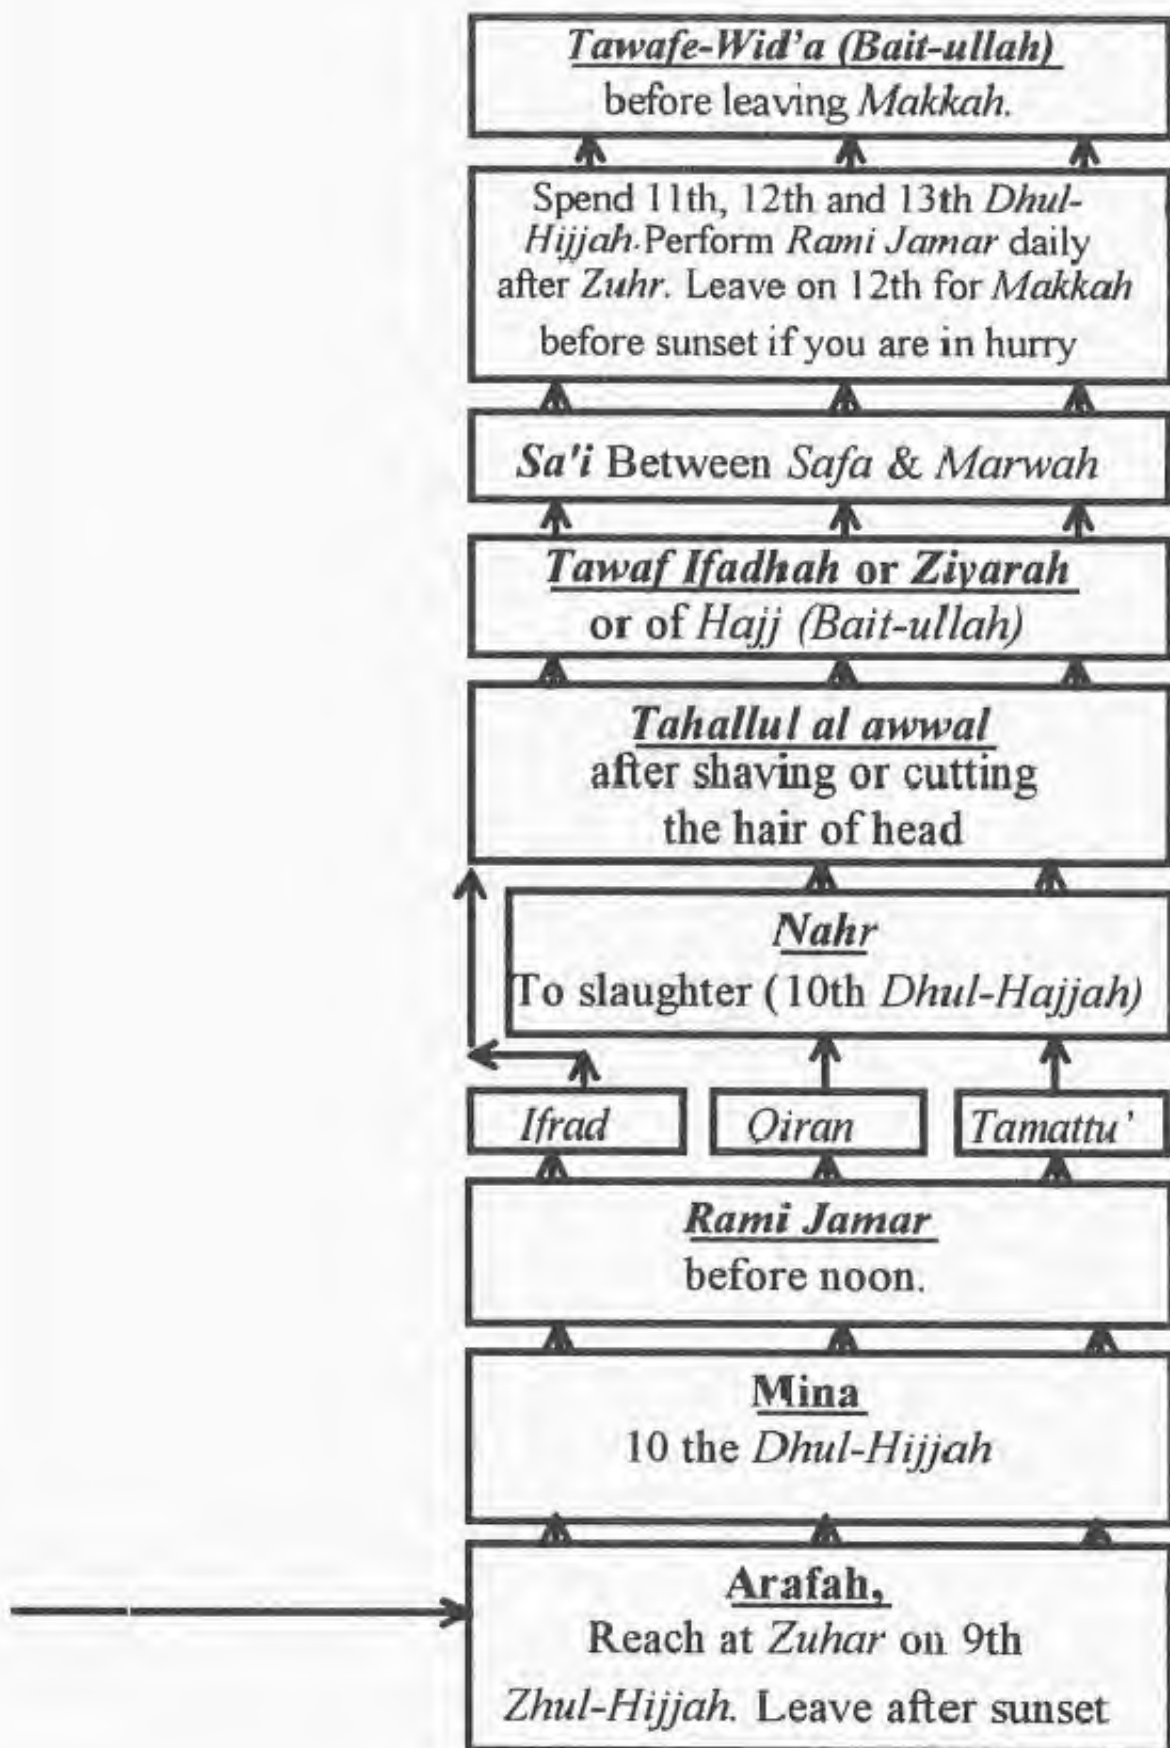 Tawafe-Wid'a (Bait-ullah)
before leaving Makkah.
Spend 11th, 12th and 13th Dhul-
Hijjah.Perform Rami Jamar daily
after Zuhr. Leave on 12th for Makkah
before sunset if you are in hurry
Sa'i Between Safa & Marwah
Tawaf Ifadhah or Ziyarah
or of Hajj (Bait-ullah)
Tahallul al awwal
after shaving or cutting
the hair of head
Nahr
To slaughter (10th Dhul-Hajjah)
Ifrad Qiran Tamattu'
Rami Jamar
before noon.
Mina
10 the Dhul-Hijjah
Arafah,
Reach at Zuhar on 9th
Zhul-Hijjah. Leave after sunset